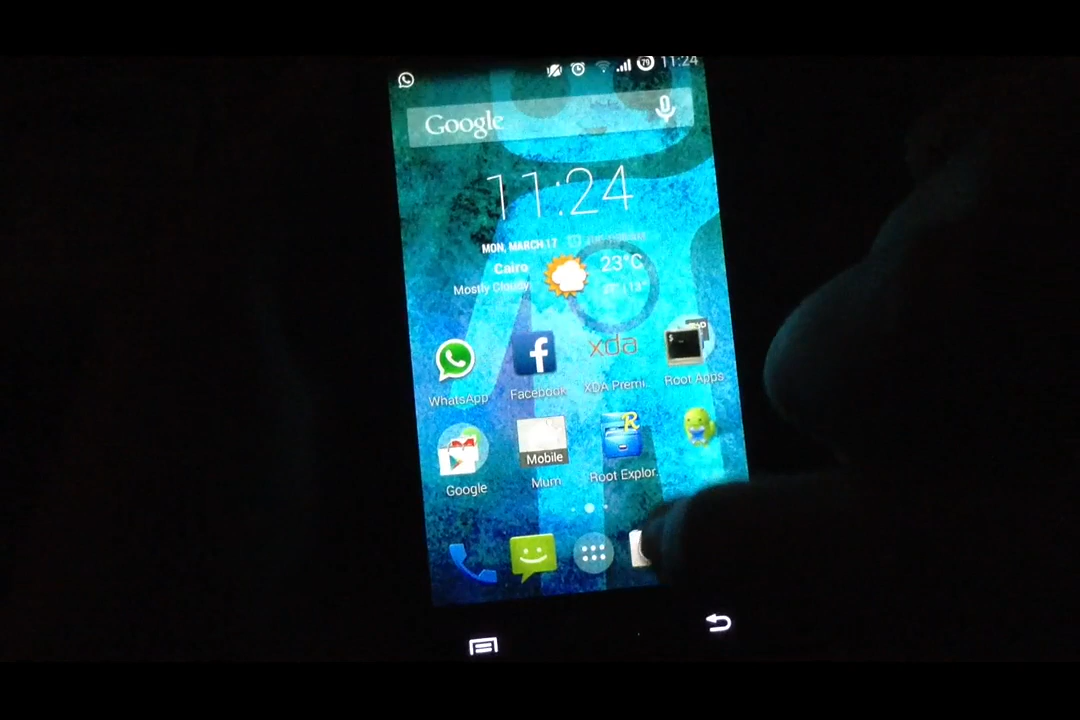 79 11:24
Google
11:24
MON, MARCH 17
Cairo
23°C
Mostly Cloudy
WhatsApp
Facebook
xda
XDA Premi..
Root Apps
Google
Mobile
Mum
R
Root Explor..